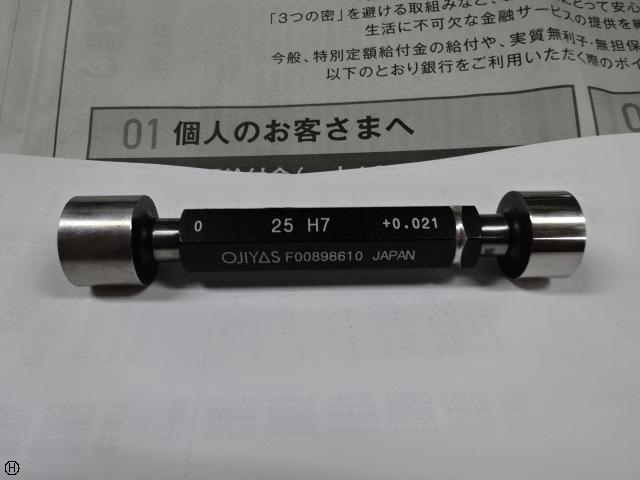 「3つの密」を避ける取組みなど
生活に不可欠な金融サービスの提供を
今般、特別定額給付金の給付や、実質無利子・無担保
以下のとおり銀行をご利用いただく際のポイ
01 個人のお客さまへ
0 25 H7 +0.021
OJIYAS F00898610 JAPAN
H